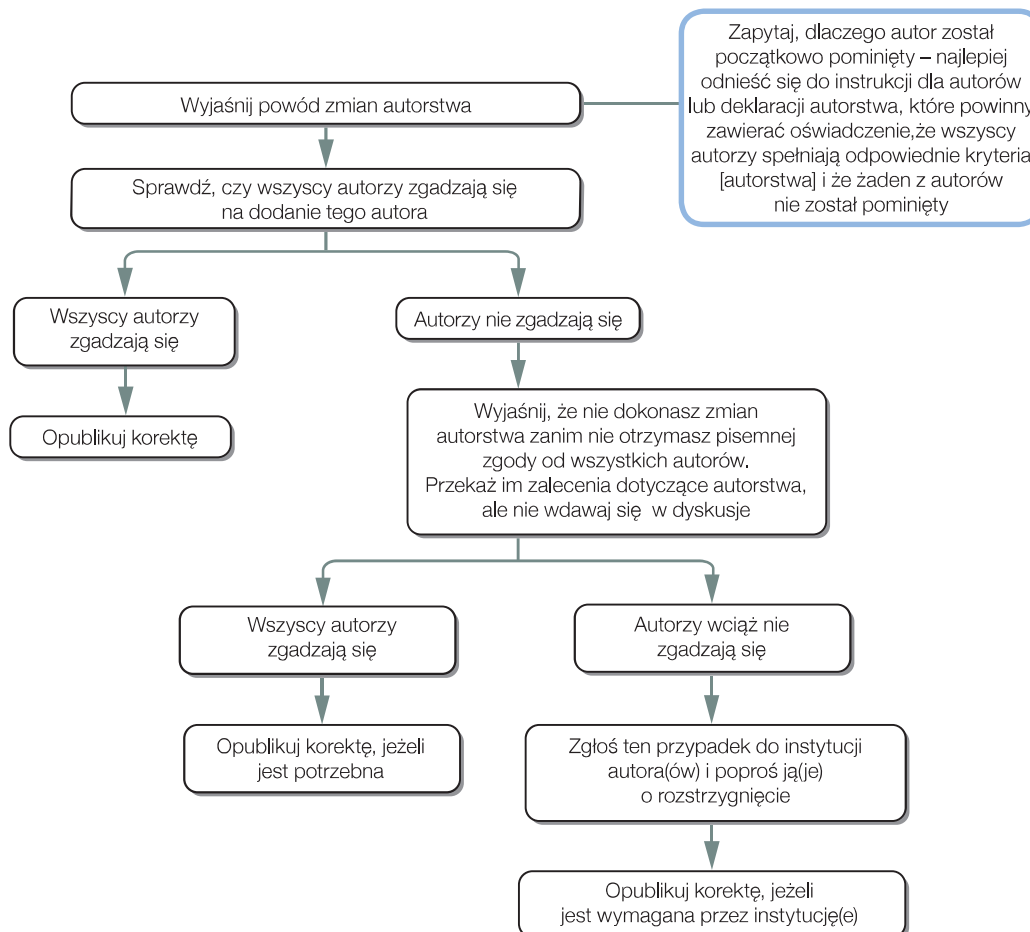 Wyjaśnij powód zmian autorstwa
Zapytaj, dlaczego autor został
początkowo pominięty – najlepiej
odnieść się do instrukcji dla autorów
lub deklaracji autorstwa, które powinny
zawierać oświadczenie,że wszyscy
autorzy spełniają odpowiednie kryteria
[autorstwa] i że żaden z autorów
nie został pominięty
Sprawdź, czy wszyscy autorzy zgadzają się
na dodanie tego autora
Wszyscy autorzy
zgadzają się
Autorzy nie zgadzają się
Opublikuj korektę
Wyjaśnij, że nie dokonasz zmian
autorstwa zanim nie otrzymasz pisemnej
zgody od wszystkich autorów.
Przekaż im zalecenia dotyczące autorstwa,
ale nie wdawaj się w dyskusje
Wszyscy autorzy
zgadzają się
Autorzy wciąż nie
zgadzają się
Opublikuj korektę, jeżeli
jest potrzebna
Zgłoś ten przypadek do instytucji
autora(ów) i poproś ją(je)
o rozstrzygnięcie
Opublikuj korektę, jeżeli
jest wymagana przez instytucję(e)